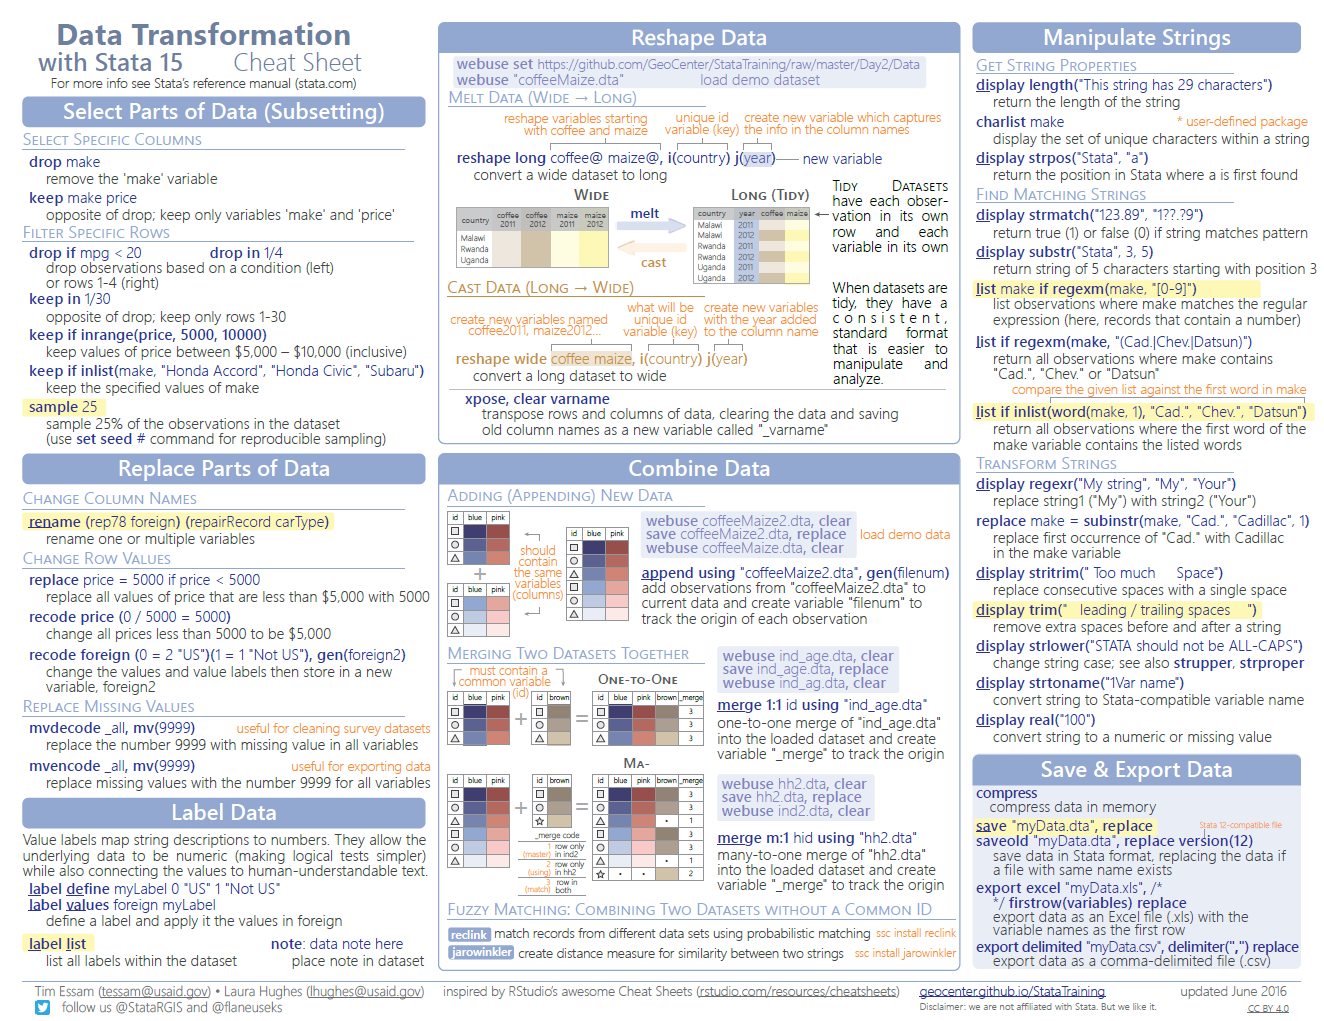 Data Transformation
with Stata 15 Cheat Sheet
For more info see Stata's reference manual (stata.com)
Select Parts of Data (Subsetting)
SELECT SPECIFIC COLUMNS
drop make
remove the 'make' variable
keep make price
opposite of drop; keep only variables 'make' and 'price'
FILTER SPECIFIC ROWS
drop if mpg < 20 drop in 1/4
drop observations based on a condition (left)
or rows 1-4 (right)
keep in 1/30
opposite of drop; keep only rows 1-30
keep if inrange(price, 5000, 10000)
keep values of price between $5,000 – $10,000 (inclusive)
keep if inlist(make, "Honda Accord", "Honda Civic", "Subaru")
keep the specified values of make
sample 25
sample 25% of the observations in the dataset
(use set seed # command for reproducible sampling)
Replace Parts of Data
CHANGE COLUMN NAMES
rename (rep78 foreign) (repairRecord carType)
rename one or multiple variables
CHANGE ROW VALUES
replace price = 5000 if price < 5000
replace all values of price that are less than $5,000 with 5000
recode price (0 / 5000 = 5000)
change all prices less than 5000 to be $5,000
recode foreign (0 = 2 "US")(1 = 1 "Not US"), gen(foreign2)
change the values and value labels then store in a new
variable, foreign2
REPLACE MISSING VALUES
mvdecode _all, mv(9999) useful for cleaning survey datasets
replace the number 9999 with missing value in all variables
mvencode _all, mv(9999) useful for exporting data
replace missing values with the number 9999 for all variables
Label Data
Value labels map string descriptions to numbers. They allow the
underlying data to be numeric (making logical tests simpler)
while also connecting the values to human-understandable text.
label define myLabel 0 "US" 1 "Not US"
label values foreign myLabel
define a label and apply it the values in foreign
label list note: data note here
list all labels within the dataset place note in dataset
Reshape Data
webuse set https://github.com/GeoCenter/StataTraining/raw/master/Day2/Data
webuse "coffeeMaize.dta" load demo dataset
MELT DATA (WIDE → LONG)
reshape variables starting
with coffee and maize
unique id
variable (key)
create new variable which captures
the info in the column names
reshape long coffee@ maize@, i(country) j(year) new variable
convert a wide dataset to long
WIDE
country coffee 2011 coffee 2012 maize 2011 maize 2012
Malawi
Rwanda
Uganda
melt
cast
LONG (TIDY)
country year coffee maize
Malawi 2011
Malawi 2012
Rwanda 2011
Rwanda 2012
Uganda 2011
Uganda 2012
TIDY DATASETS
have each obser-
vation in its own
row and each
variable in its own
CAST DATA (LONG → WIDE)
create new variables named
coffee2011, maize2012...
what will be
unique id
variable (key)
create new variables
with the year added
to the column name
reshape wide coffee maize, i(country) j(year)
convert a long dataset to wide
When datasets are
tidy, they have a
consistent,
standard format
that is easier to
manipulate and
analyze.
xpose, clear varname
transpose rows and columns of data, clearing the data and saving
old column names as a new variable called "_varname"
Combine Data
ADDING (APPENDING) NEW DATA
id blue pink
id blue pink
id blue pink
+
should
contain
the same
variables
(columns)
webuse coffeeMaize2.dta, clear
save coffeeMaize2.dta, replace load demo data
webuse coffeeMaize.dta, clear
append using "coffeeMaize2.dta", gen(filenum)
add observations from "coffeeMaize2.dta" to
current data and create variable "filenum" to
track the origin of each observation
MERGING TWO DATASETS TOGETHER
must contain a
common variable
(id)
ONE-TO-ONE
id blue pink + id brown = id blue pink brown _merge
3
3
3
webuse ind_age.dta, clear
save ind_age.dta, replace
webuse ind_ag.dta, clear
merge 1:1 id using "ind_age.dta"
one-to-one merge of "ind_age.dta"
into the loaded dataset and create
variable "_merge" to track the origin
MA-
id blue pink + id brown = id blue pink brown _merge
3
3
. 1
3
3
. 1
. . 2
_merge code
1 (master) row only in ind2
2 (using) row only in hh2
3 (match) row in both
webuse hh2.dta, clear
save hh2.dta, replace
webuse ind2.dta, clear
merge m:1 hid using "hh2.dta"
many-to-one merge of "hh2.dta"
into the loaded dataset and create
variable "_merge" to track the origin
FUZZY MATCHING: COMBINING TWO DATASETS WITHOUT A COMMON ID
reclink match records from different data sets using probabilistic matching ssc install reclink
jarowinkler create distance measure for similarity between two strings ssc install jarowinkler
Manipulate Strings
GET STRING PROPERTIES
display length("This string has 29 characters")
return the length of the string
charlist make * user-defined package
display the set of unique characters within a string
display strpos("Stata", "a")
return the position in Stata where a is first found
FIND MATCHING STRINGS
display strmatch("123.89", "1??.?9")
return true (1) or false (0) if string matches pattern
display substr("Stata", 3, 5)
return string of 5 characters starting with position 3
list make if regexm(make, "[0-9]")
list observations where make matches the regular
expression (here, records that contain a number)
list if regexm(make, "(Cad.|Chev.|Datsun)")
return all observations where make contains
"Cad.", "Chev." or "Datsun"
compare the given list against the first word in make
list if inlist(word(make, 1), "Cad.", "Chev.", "Datsun")
return all observations where the first word of the
make variable contains the listed words
TRANSFORM STRINGS
display regexr("My string", "My", "Your")
replace string1 ("My") with string2 ("Your")
replace make = subinstr(make, "Cad.", "Cadillac", 1)
replace first occurrence of "Cad." with Cadillac
in the make variable
display stritrim(" Too much Space")
replace consecutive spaces with a single space
display trim(" leading / trailing spaces ")
remove extra spaces before and after a string
display strlower("STATA should not be ALL-CAPS")
change string case; see also strupper, strproper
display strtoname("1Var name")
convert string to Stata-compatible variable name
display real("100")
convert string to a numeric or missing value
Save & Export Data
compress
compress data in memory
save "myData.dta", replace Stata 12-compatible file
saveold "myData.dta", replace version(12)
save data in Stata format, replacing the data if
a file with same name exists
export excel "myData.xls", /*
*/ firstrow(variables) replace
export data as an Excel file (.xls) with the
variable names as the first row
export delimited "myData.csv", delimiter(",") replace
export data as a comma-delimited file (.csv)
Tim Essam (tessam@usaid.gov) • Laura Hughes (lhughes@usaid.gov) inspired by RStudio's awesome Cheat Sheets (rstudio.com/resources/cheatsheets) geocenter.github.io/StataTraining updated June 2016
follow us @StataRGIS and @flaneuseks Disclaimer: we are not affiliated with Stata. But we like it. CC BY 4.0